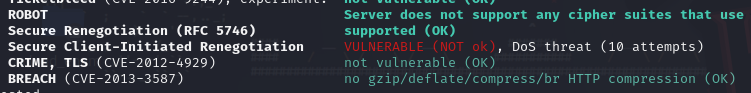 Ticketbleed (CVE-2016-9244), experiment. not vulnerable (OK)
ROBOT Server does not support any cipher suites that use
Secure Renegotiation (RFC 5746) supported (OK)
Secure Client-Initiated Renegotiation VULNERABLE (NOT ok), DoS threat (10 attempts)
CRIME, TLS (CVE-2012-4929) not vulnerable (OK)
BREACH (CVE-2013-3587) no gzip/deflate/compress/br HTTP compression (OK)